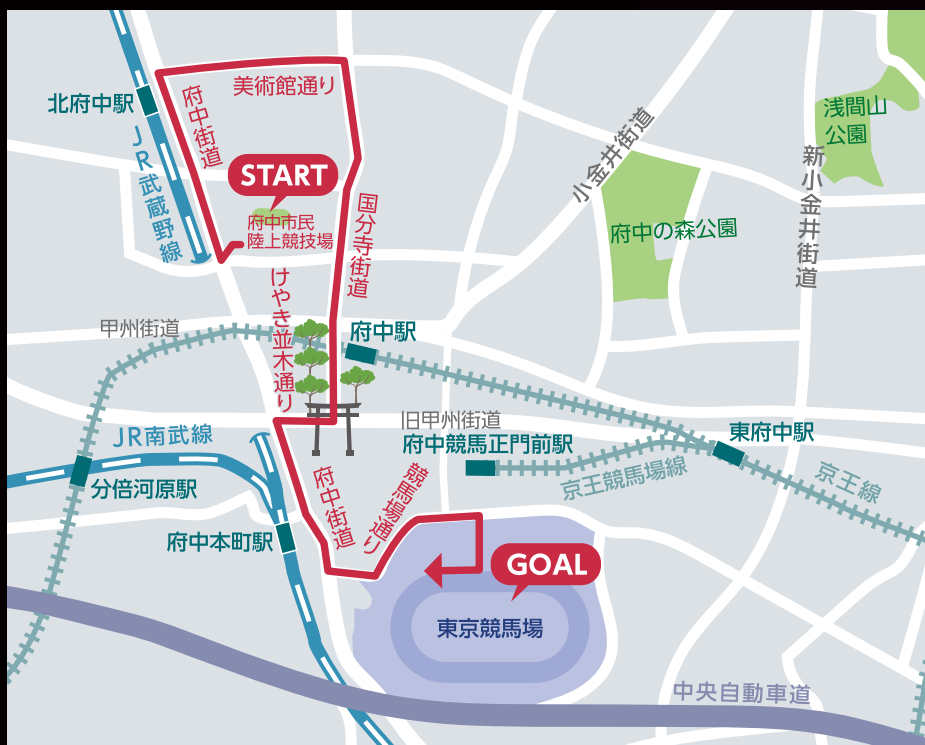 美術館通り
北府中駅
府中街道
JR武蔵野線
START
府中市民
陸上競技場
国分寺街道
小金井街道
浅間山
公園
新小金井街道
府中の森公園
けやき並木通り
甲州街道
府中駅
旧甲州街道
府中競馬正門前駅
東府中駅
JR南武線
分倍河原駅
京王競馬場線
京王線
府中街道
競馬場通り
府中本町駅
GOAL
東京競馬場
中央自動車道